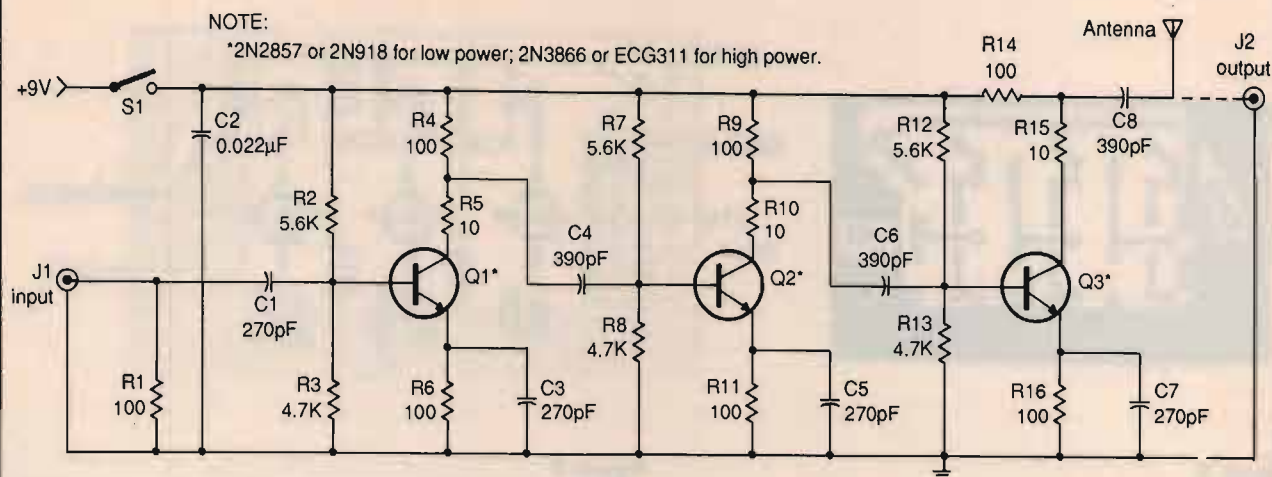 NOTE:
*2N2857 or 2N918 for low power; 2N3866 or ECG311 for high power.
Antenna
J2
output
R14
100
+9V
S1
C2
0.022µF
R4
100
R7
5.6K
R9
100
R12
5.6K
R15
10
C8
390pF
R2
5.6K
R5
10
R10
10
J1
input
C1
270pF
Q1*
C4
390pF
Q2*
C6
390pF
Q3*
R1
100
R3
4.7K
R6
100
C3
270pF
R8
4.7K
R11
100
C5
270pF
R13
4.7K
R16
100
C7
270pF